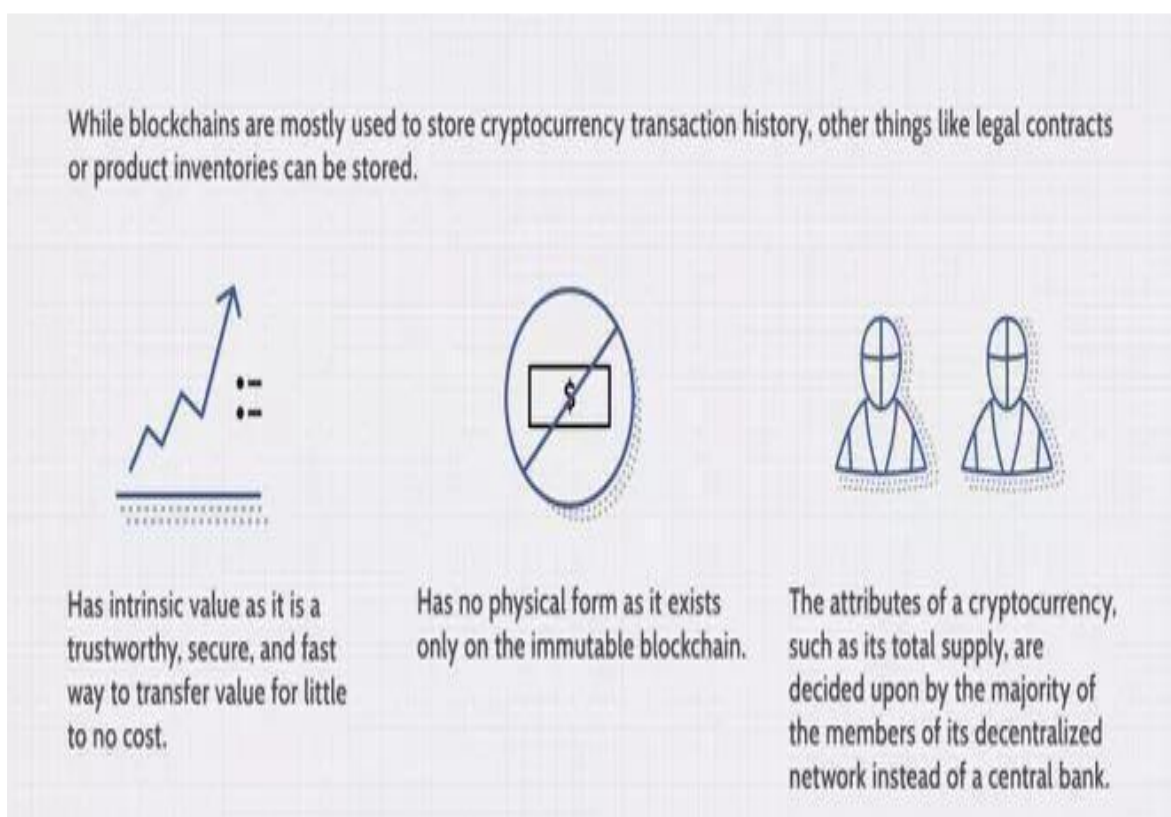 While blockchains are mostly used to store cryptocurrency transaction history, other things like legal contracts
or product inventories can be stored.
$
Has intrinsic value as it is a
trustworthy, secure, and fast
way to transfer value for little
to no cost.
Has no physical form as it exists
only on the immutable blockchain.
The attributes of a cryptocurrency,
such as its total supply, are
decided upon by the majority of
the members of its decentralized
network instead of a central bank.